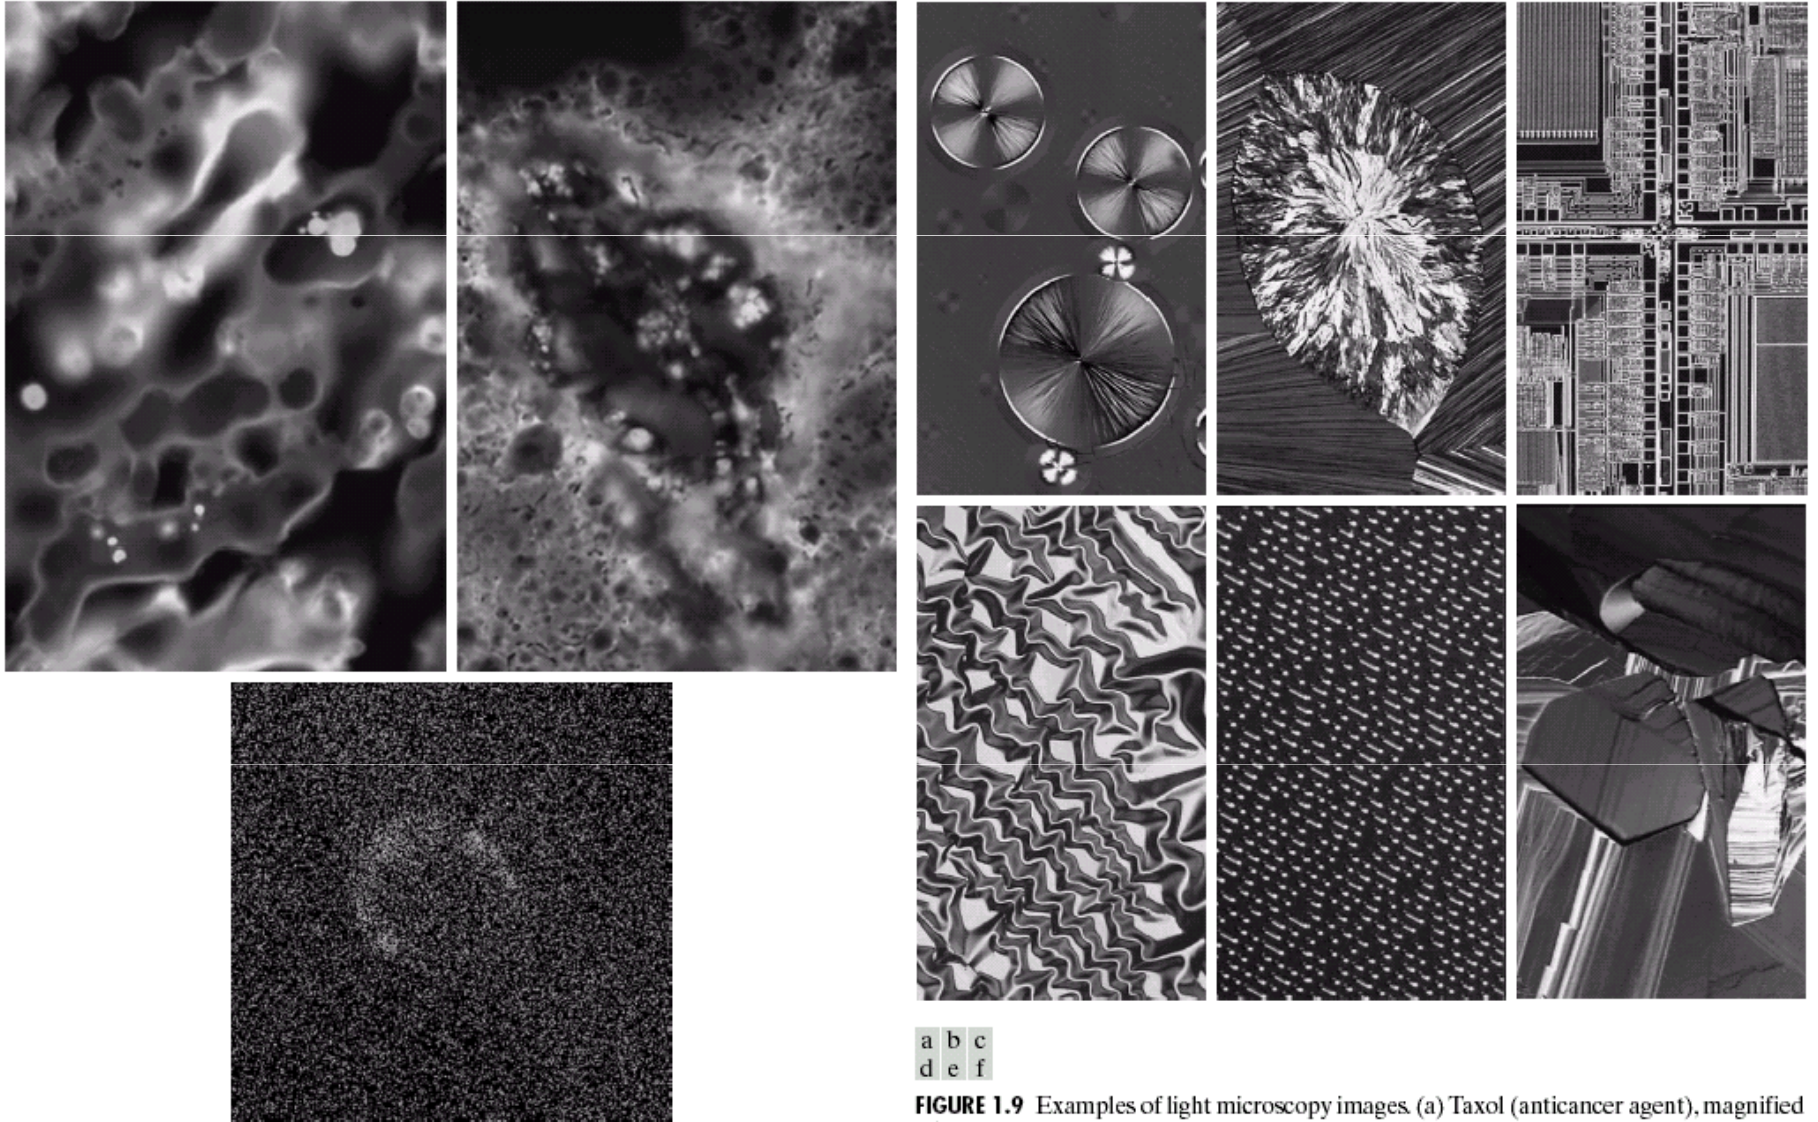 a b c
d e f
FIGURE 1.9 Examples of light microscopy images. (a) Taxol (anticancer agent), magnified